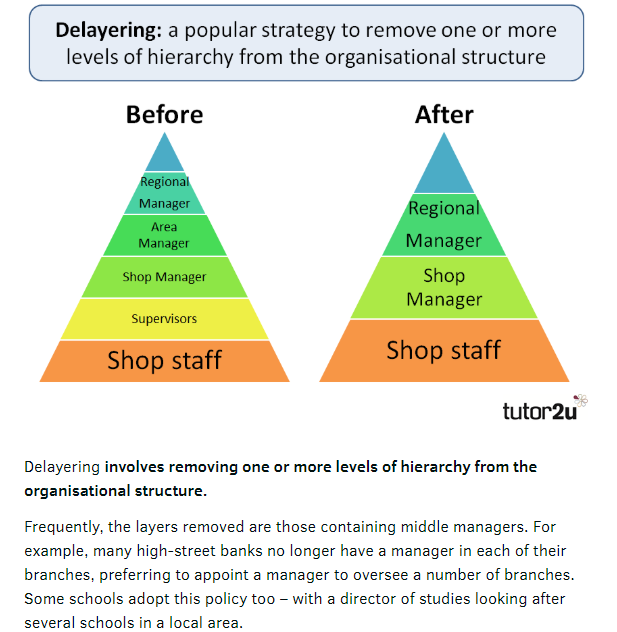 Delayering: a popular strategy to remove one or more
levels of hierarchy from the organisational structure
Before
Regional
Manager
Area
Manager
Shop Manager
Supervisors
Shop staff
After
Regional
Manager
Shop
Manager
Shop staff
tutor2u
Delayering involves removing one or more levels of hierarchy from the
organisational structure.
Frequently, the layers removed are those containing middle managers. For
example, many high-street banks no longer have a manager in each of their
branches, preferring to appoint a manager to oversee a number of branches.
Some schools adopt this policy too – with a director of studies looking after
several schools in a local area.